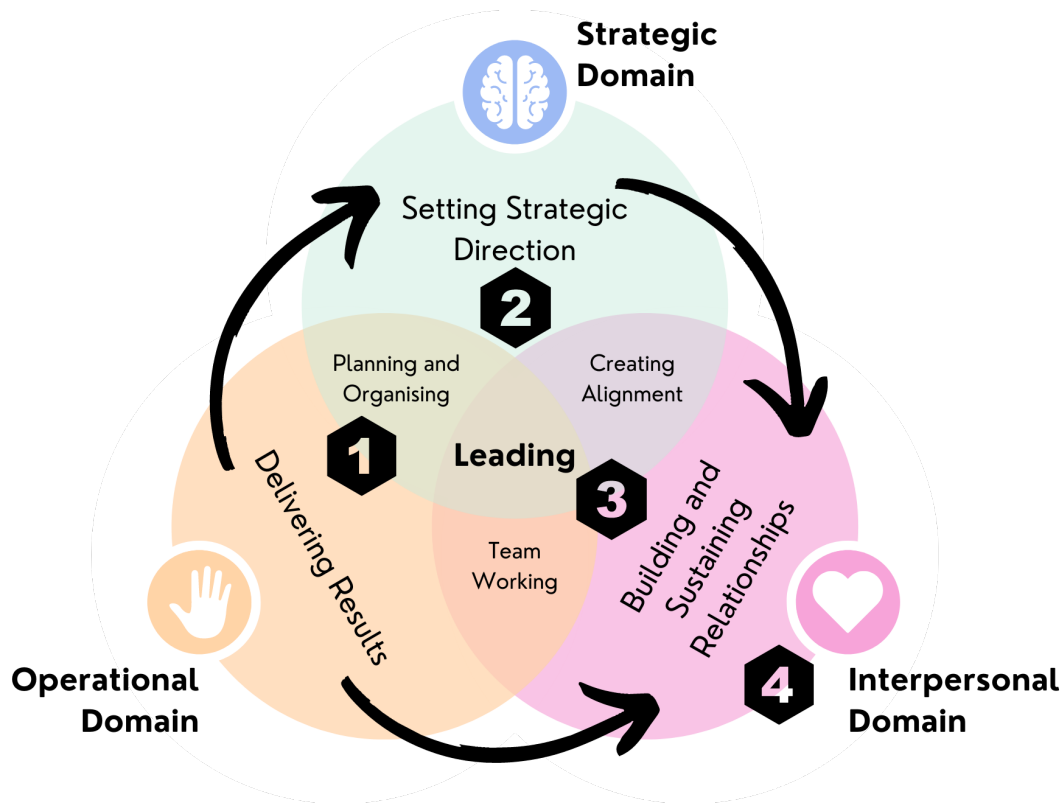 Strategic
Domain
Setting Strategic
Direction
2
Planning and
Organising
Creating
Alignment
1
Leading
3
Delivering Results
Building and
Sustaining
Relationships
Team
Working
Operational
Domain
4
Interpersonal
Domain